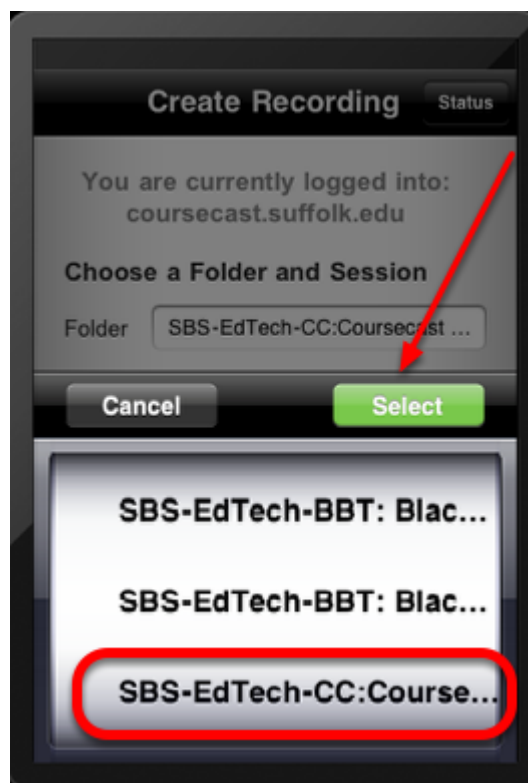 Create Recording
Status
You are currently logged into:
coursecast.suffolk.edu
Choose a Folder and Session
Folder
SBS-EdTech-CC:Coursecast ...
Cancel
Select
SBS-EdTech-BBT: Blac...
SBS-EdTech-BBT: Blac...
SBS-EdTech-CC:Course...